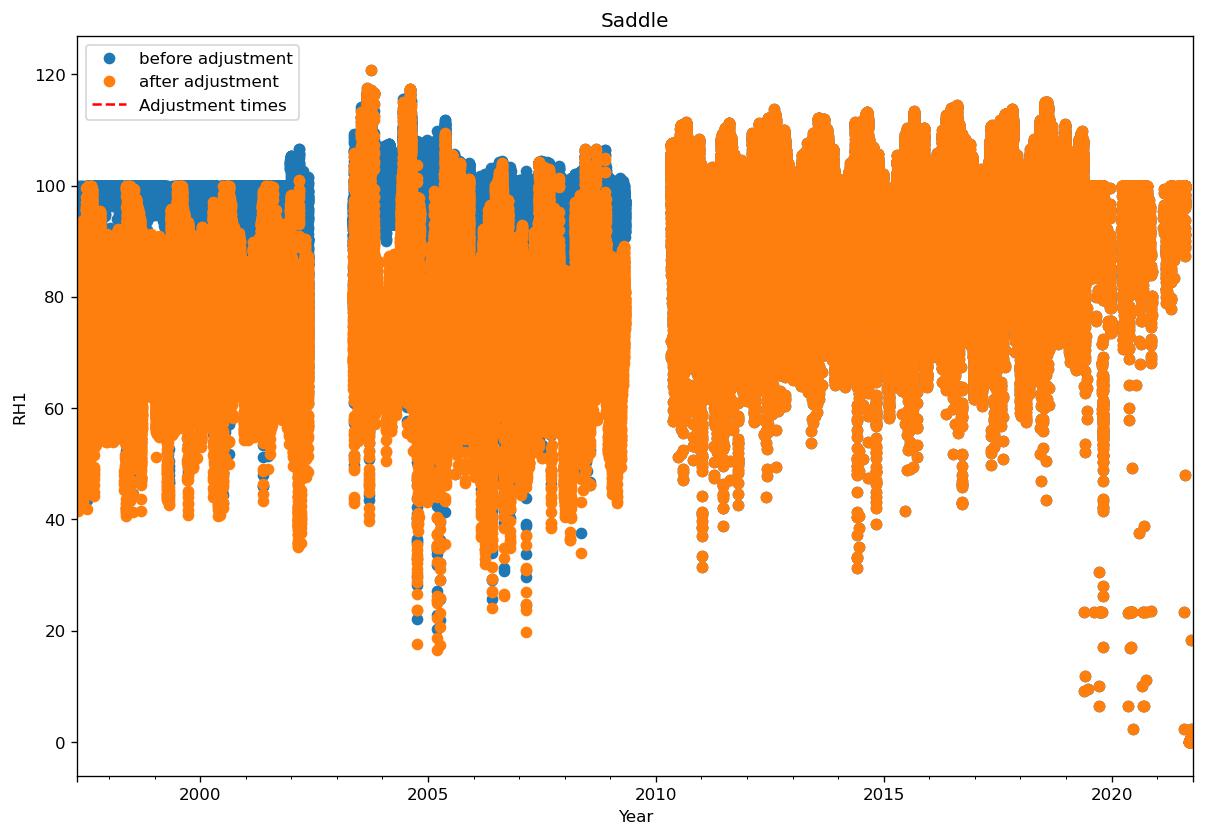 Saddle
before adjustment
after adjustment
Adjustment times
RH1
120
100
80
60
40
20
0
2000 2005 2010 2015 2020
Year